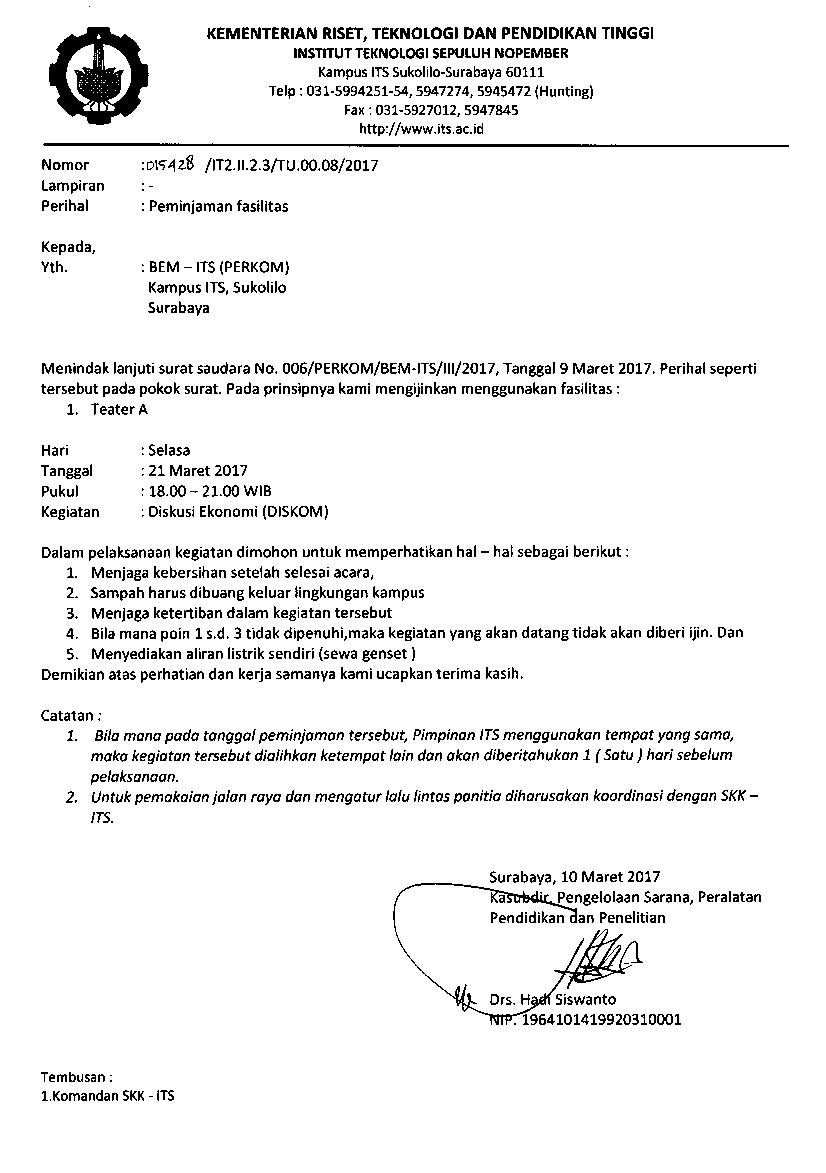 KEMENTERIAN RISET, TEKNOLOGI DAN PENDIDIKAN TINGGI
INSTITUT TEKNOLOGI SEPULUH NOPEMBER
Kampus ITS Sukolilo-Surabaya 60111
Telp : 031-5994251-54, 5947274, 5945472 (Hunting)
Fax : 031-5927012, 5947845
http://www.its.ac.id
Nomor :015428 /IT2.II.2.3/TU.00.08/2017
Lampiran : -
Perihal : Peminjaman fasilitas
Kepada,
Yth. : BEM – ITS (PERKOM)
Kampus ITS, Sukolilo
Surabaya
Menindak lanjuti surat saudara No. 006/PERKOM/BEM-ITS/III/2017, Tanggal 9 Maret 2017. Perihal seperti
tersebut pada pokok surat. Pada prinsipnya kami mengijinkan menggunakan fasilitas :
1. Teater A
Hari : Selasa
Tanggal : 21 Maret 2017
Pukul : 18.00 – 21.00 WIB
Kegiatan : Diskusi Ekonomi (DISKOM)
Dalam pelaksanaan kegiatan dimohon untuk memperhatikan hal – hal sebagai berikut :
1. Menjaga kebersihan setelah selesai acara,
2. Sampah harus dibuang keluar lingkungan kampus
3. Menjaga ketertiban dalam kegiatan tersebut
4. Bila mana poin 1 s.d. 3 tidak dipenuhi,maka kegiatan yang akan datang tidak akan diberi ijin. Dan
5. Menyediakan aliran listrik sendiri (sewa genset )
Demikian atas perhatian dan kerja samanya kami ucapkan terima kasih.
Catatan :
1. Bila mana pada tanggal peminjaman tersebut, Pimpinan ITS menggunakan tempat yang sama,
maka kegiatan tersebut dialihkan ketempat lain dan akan diberitahukan 1 ( Satu ) hari sebelum
pelaksanaan.
2. Untuk pemakaian jalan raya dan mengatur lalu lintas panitia diharusakan koordinasi dengan SKK –
ITS.
Surabaya, 10 Maret 2017
Kasubdir. Pengelolaan Sarana, Peralatan
Pendidikan dan Penelitian
Drs. Hadi Siswanto
NIP. 1964101419920310001
Tembusan :
1.Komandan SKK - ITS